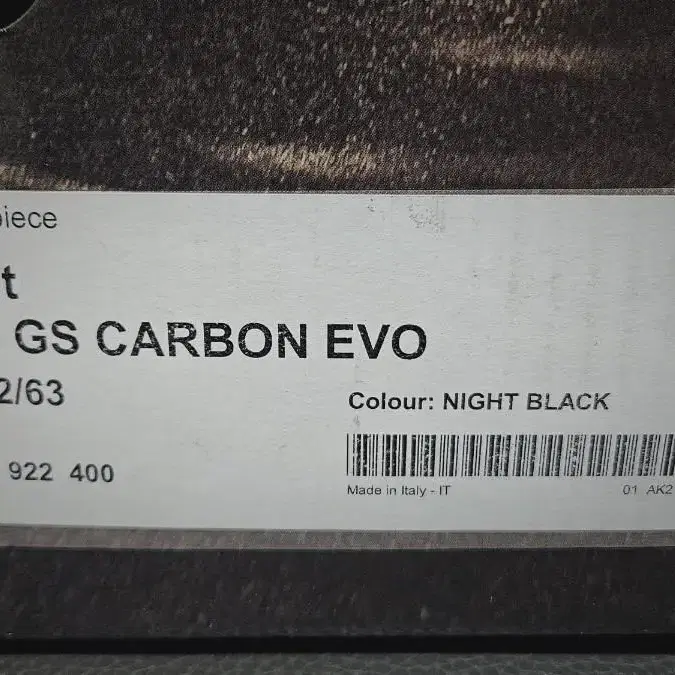 piece
t
GS CARBON EVO
2/63
Colour: NIGHT BLACK
922 400
Made in Italy - IT
01 AK2